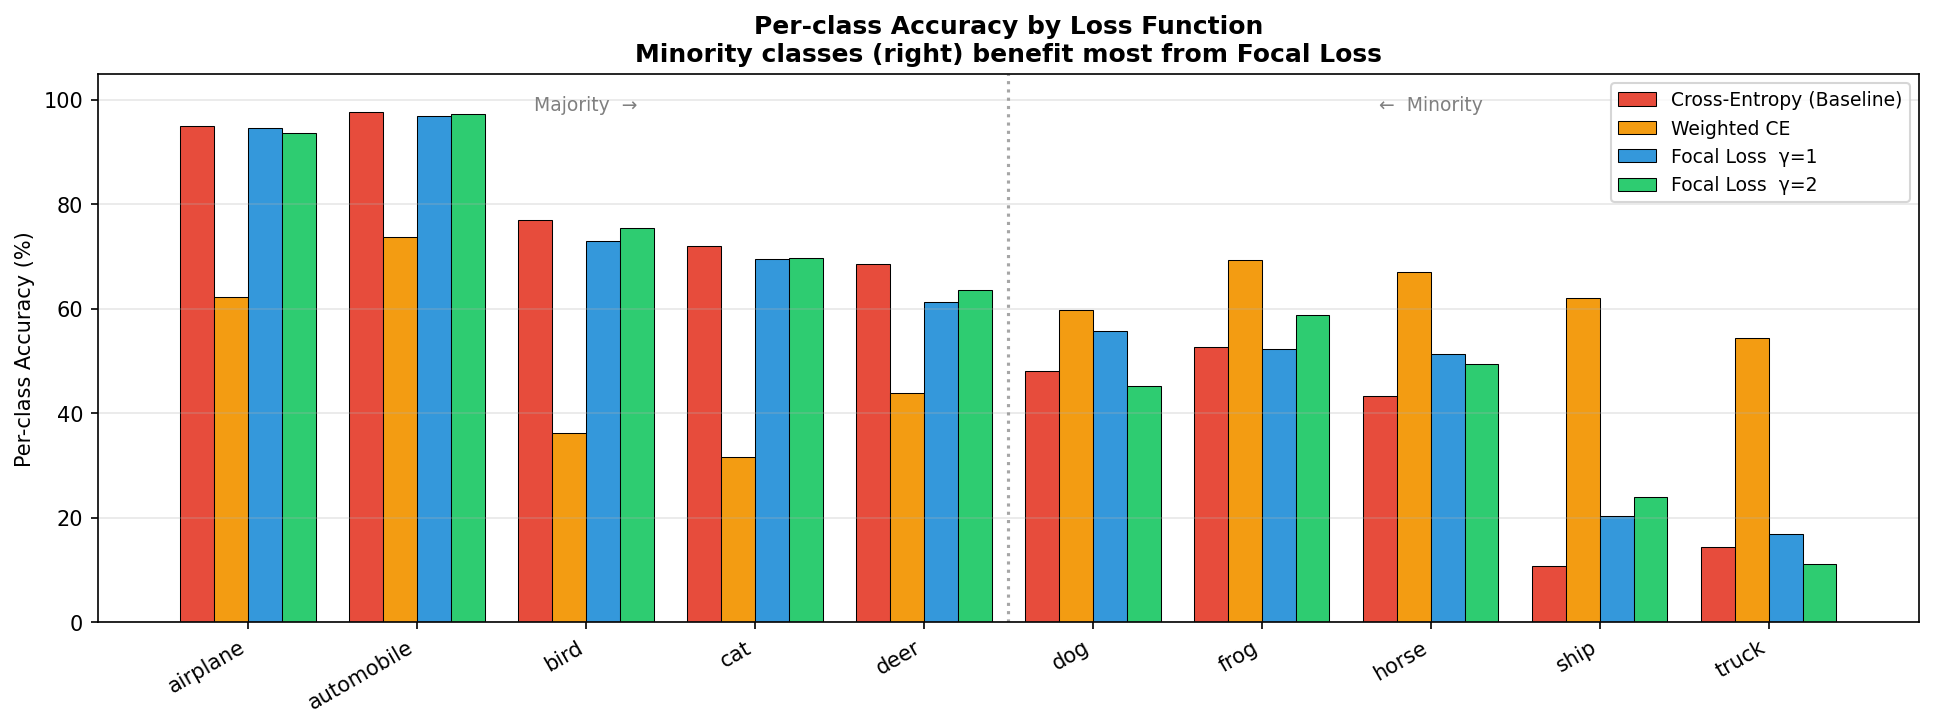 Per-class Accuracy by Loss Function
Minority classes (right) benefit most from Focal Loss
Majority →
← Minority
Cross-Entropy (Baseline)
Weighted CE
Focal Loss γ=1
Focal Loss γ=2
Per-class Accuracy (%)
100
80
60
40
20
0
airplane
automobile
bird
cat
deer
dog
frog
horse
ship
truck